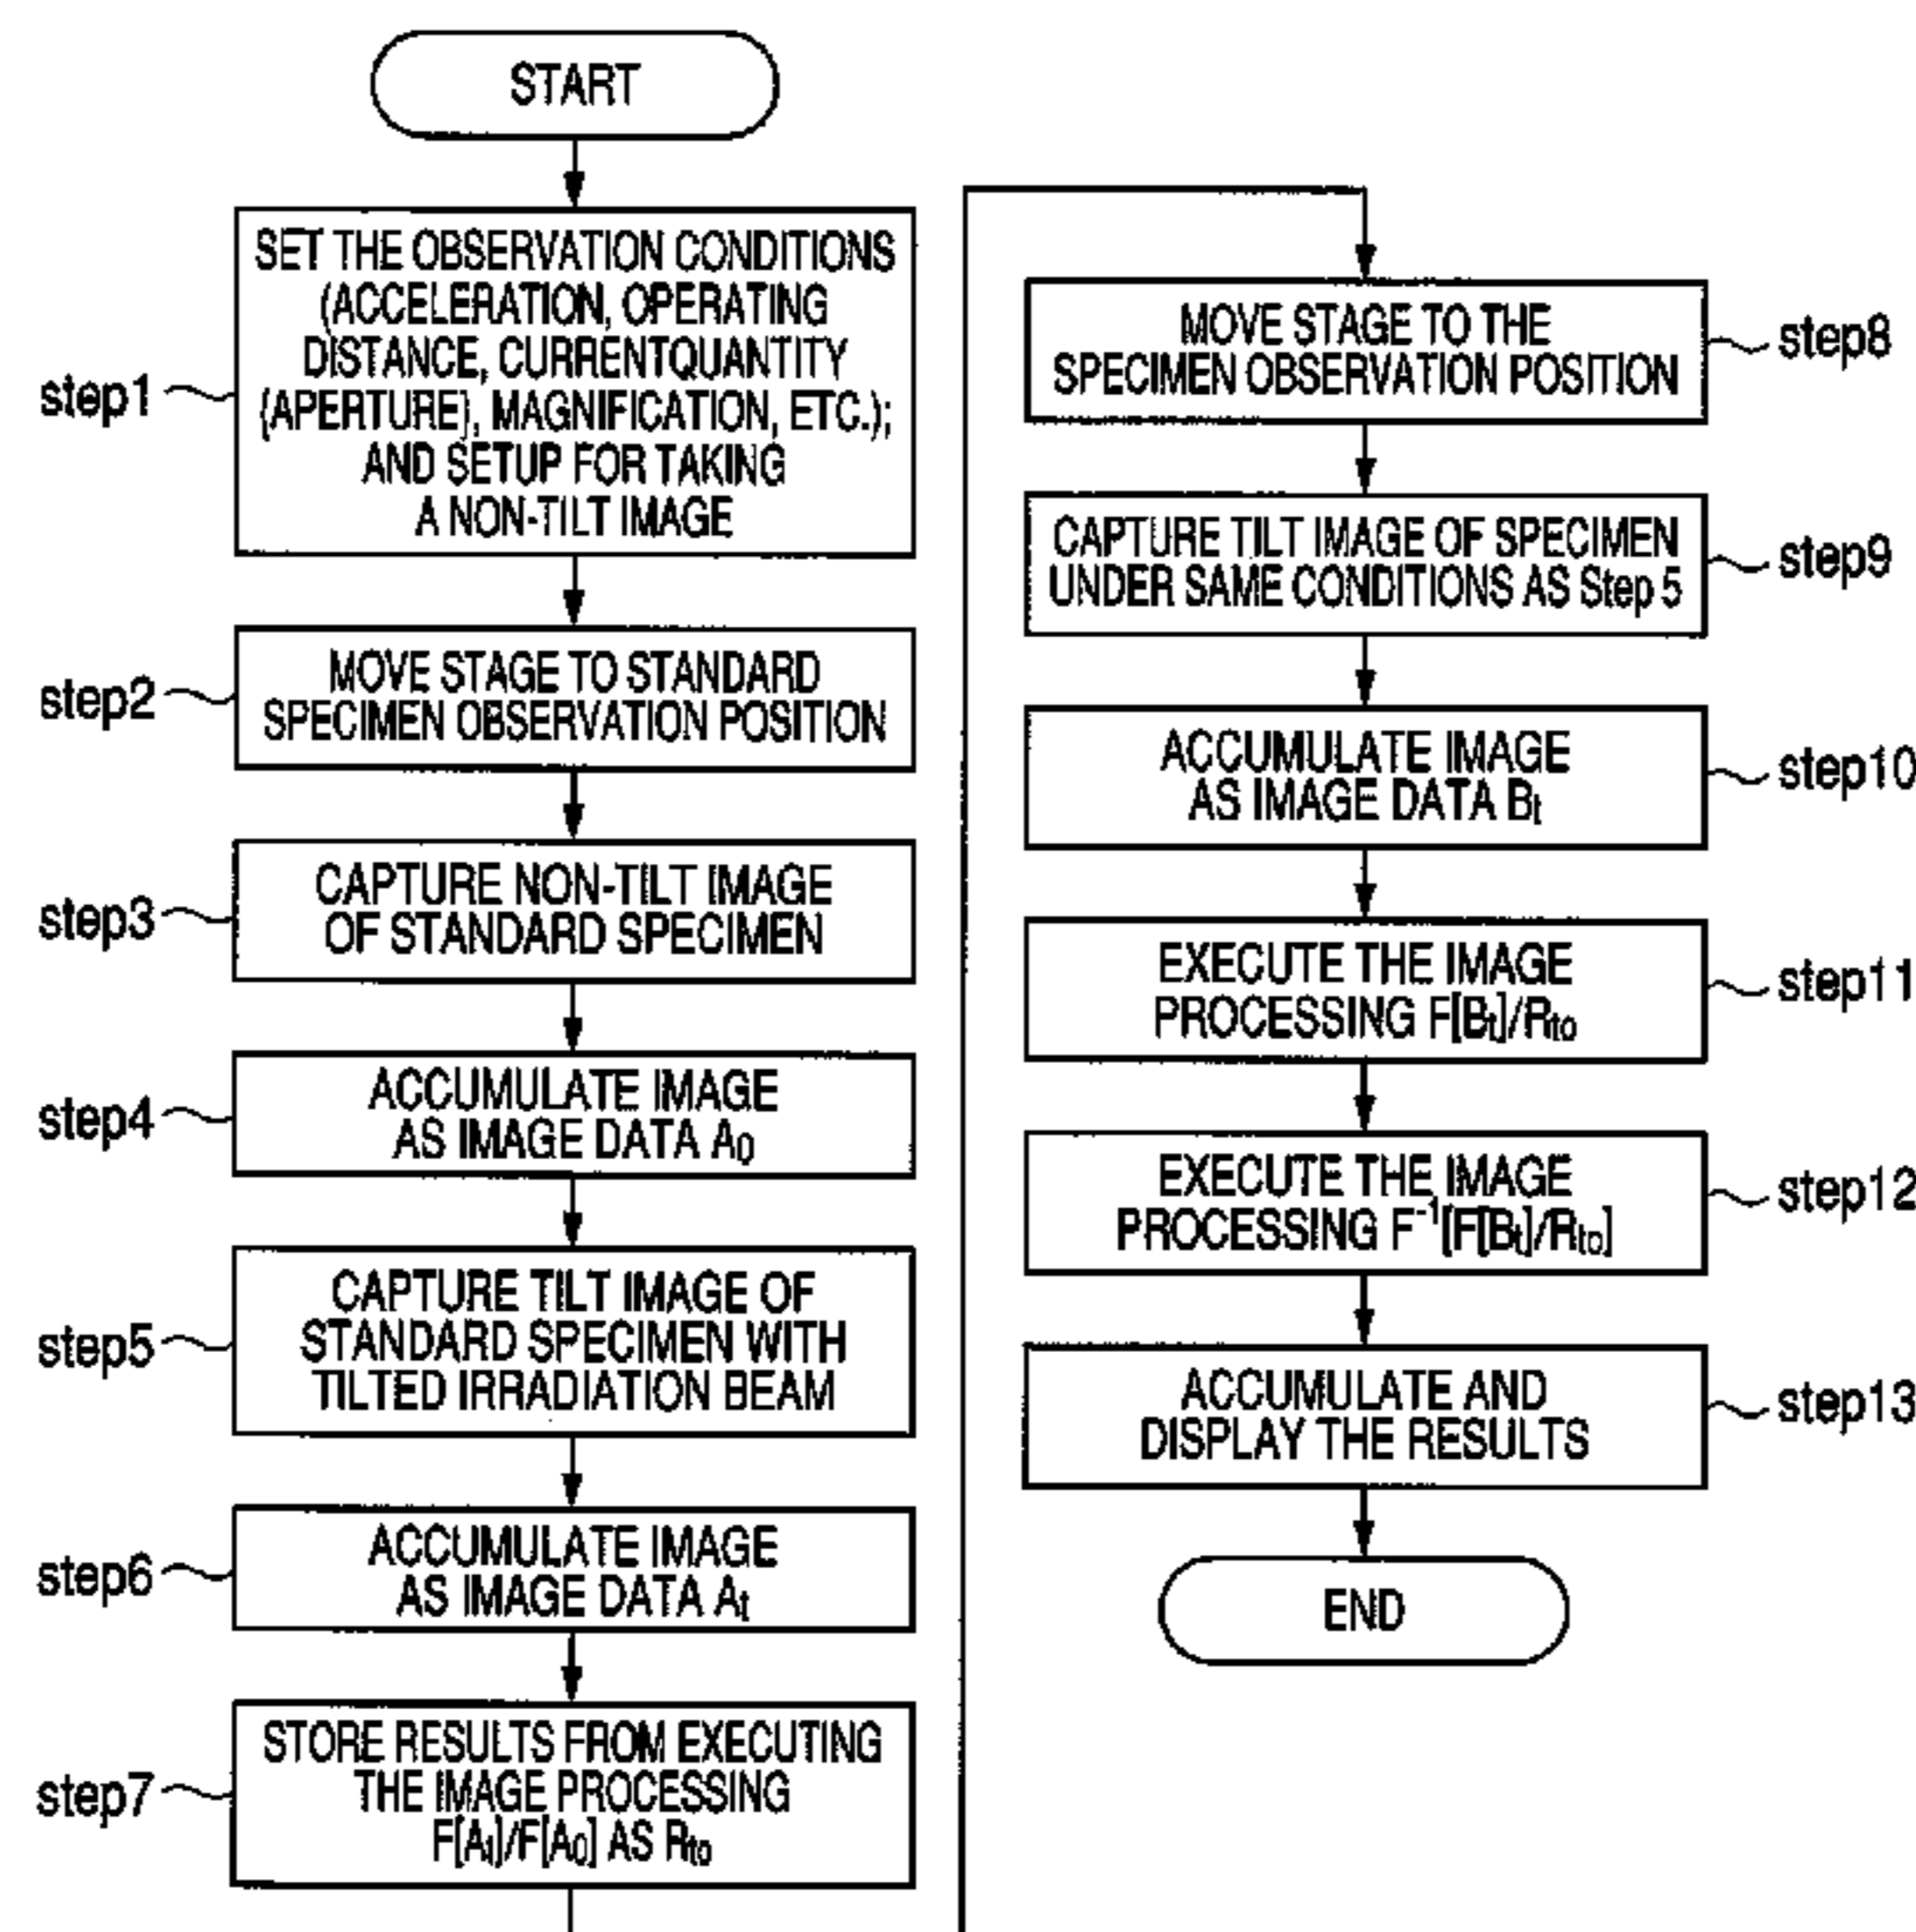 START
step1
SET THE OBSERVATION CONDITIONS
(ACCELERATION, OPERATING
DISTANCE, CURRENTQUANTITY
(APERTURE), MAGNIFICATION, ETC.);
AND SETUP FOR TAKING
A NON-TILT IMAGE
step2
MOVE STAGE TO STANDARD
SPECIMEN OBSERVATION POSITION
step3
CAPTURE NON-TILT IMAGE
OF STANDARD SPECIMEN
step4
ACCUMULATE IMAGE
AS IMAGE DATA A₀
step5
CAPTURE TILT IMAGE OF
STANDARD SPECIMEN WITH
TILTED IRRADIATION BEAM
step6
ACCUMULATE IMAGE
AS IMAGE DATA Aₜ
step7
STORE RESULTS FROM EXECUTING
THE IMAGE PROCESSING
F[Aₜ]/F[A₀] AS Rₜₒ
MOVE STAGE TO THE
SPECIMEN OBSERVATION POSITION
step8
CAPTURE TILT IMAGE OF SPECIMEN
UNDER SAME CONDITIONS AS Step 5
step9
ACCUMULATE IMAGE
AS IMAGE DATA Bₜ
step10
EXECUTE THE IMAGE
PROCESSING F[Bₜ]/Rₜₒ
step11
EXECUTE THE IMAGE
PROCESSING F⁻¹[F[Bₜ]/Rₜₒ]
step12
ACCUMULATE AND
DISPLAY THE RESULTS
step13
END